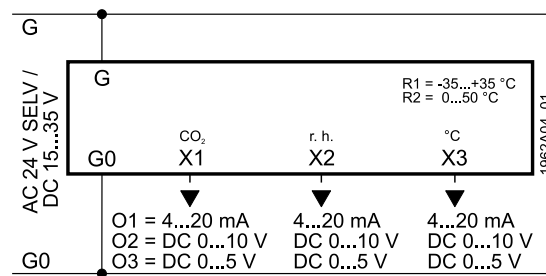 G
AC 24 V SELV /
DC 15...35 V
G
R1 = -35...+35 °C
R2 = 0...50 °C
CO₂ r. h. °C
G0 X1 X2 X3
1962A04_01
O1 = 4...20 mA 4...20 mA 4...20 mA
O2 = DC 0...10 V DC 0...10 V DC 0...10 V
O3 = DC 0...5 V DC 0...5 V DC 0...5 V
G0